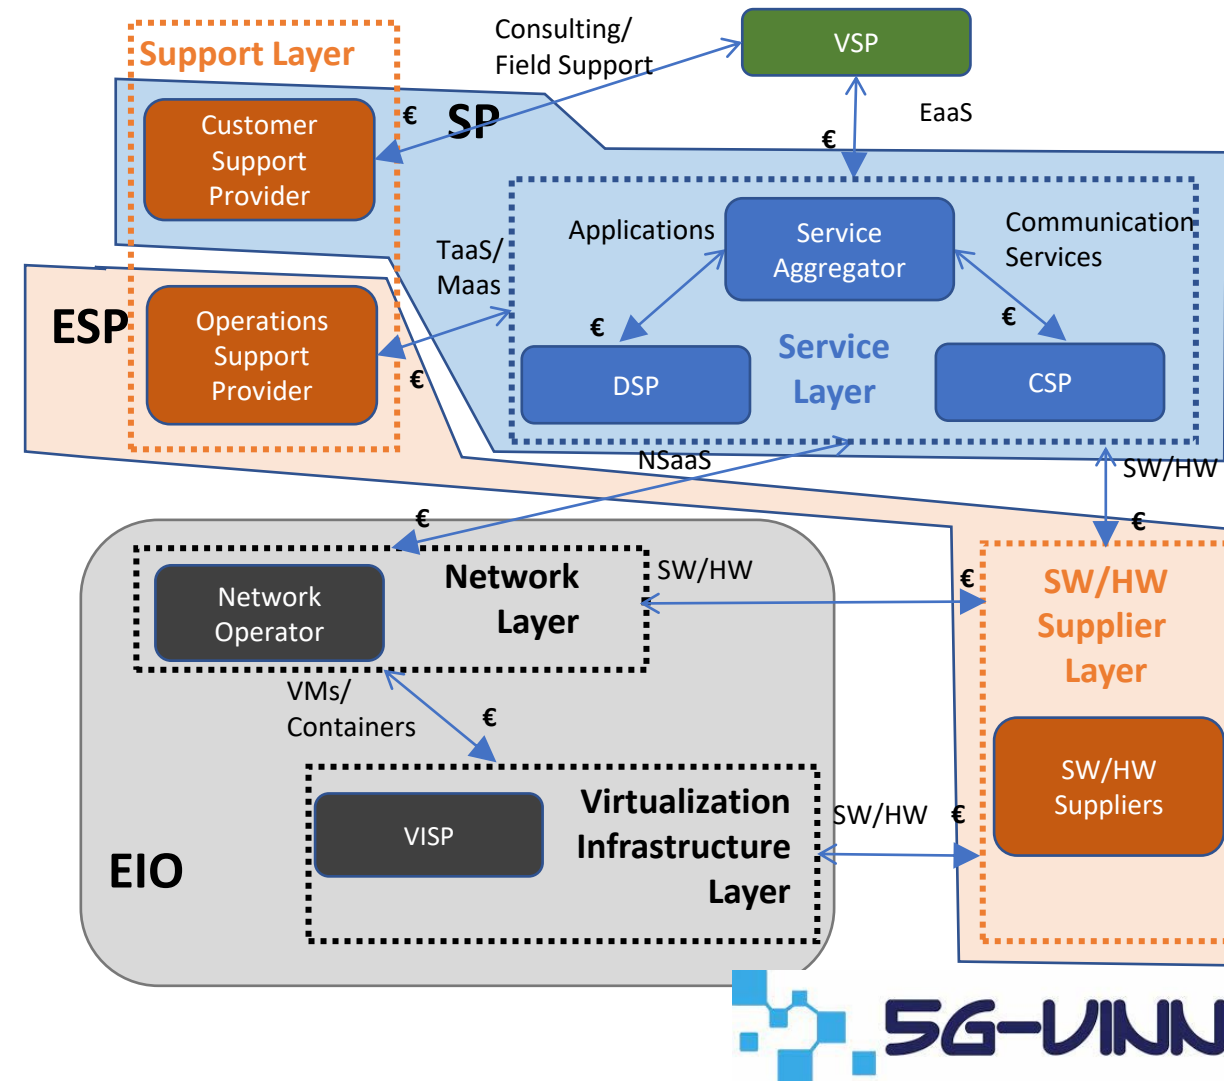 Support Layer
Consulting/
Field Support
VSP
EaaS
€
SP
€
Customer
Support
Provider
TaaS/
Maas
Applications
Service
Aggregator
Communication
Services
€
€
Service
Layer
DSP
CSP
ESP
Operations
Support
Provider
€
NSaaS
SW/HW
€
€
Network
Operator
Network
Layer
SW/HW
€
SW/HW
Supplier
Layer
VMs/
Containers
€
SW/HW
Suppliers
VISP
Virtualization
Infrastructure
Layer
SW/HW
€
EIO
5G-VINN